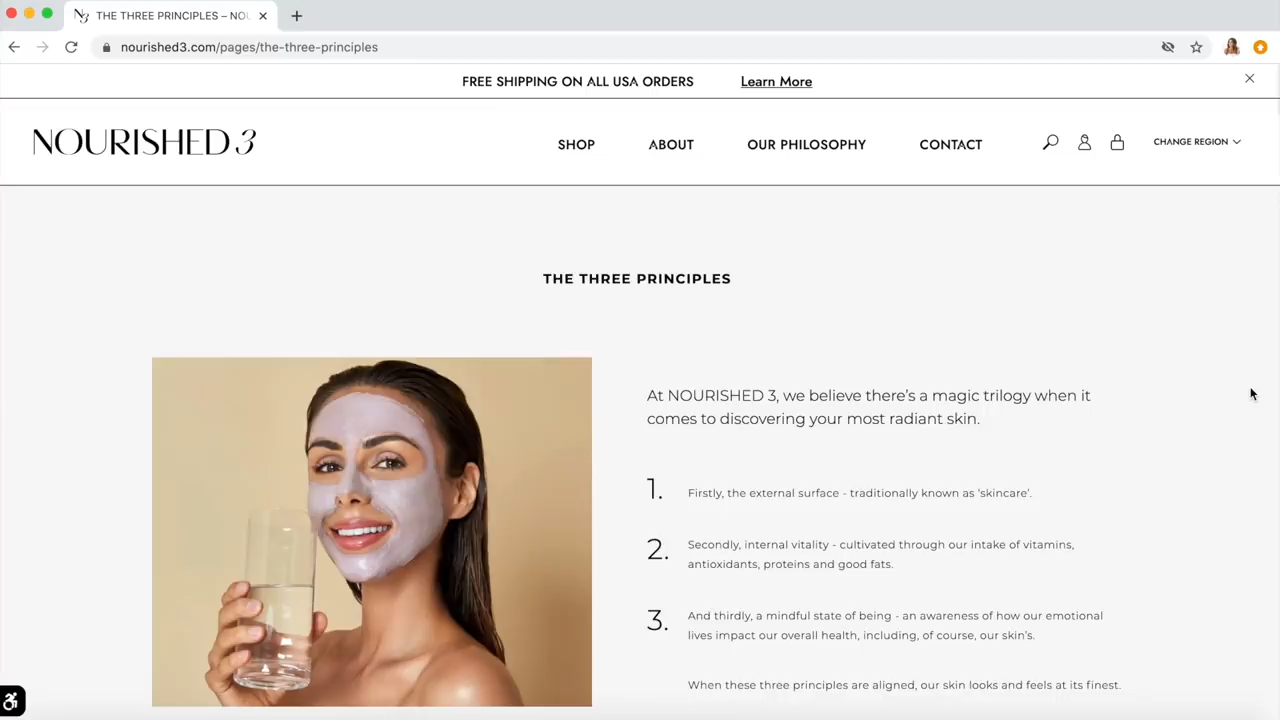 THE THREE PRINCIPLES – NOU
nourished3.com/pages/the-three-principles
FREE SHIPPING ON ALL USA ORDERS Learn More
NOURISHED 3 SHOP ABOUT OUR PHILOSOPHY CONTACT CHANGE REGION
THE THREE PRINCIPLES
At NOURISHED 3, we believe there’s a magic trilogy when it
comes to discovering your most radiant skin.
1. Firstly, the external surface - traditionally known as ‘skincare’.
2. Secondly, internal vitality - cultivated through our intake of vitamins,
antioxidants, proteins and good fats.
3. And thirdly, a mindful state of being - an awareness of how our emotional
lives impact our overall health, including, of course, our skin’s.
When these three principles are aligned, our skin looks and feels at its finest.